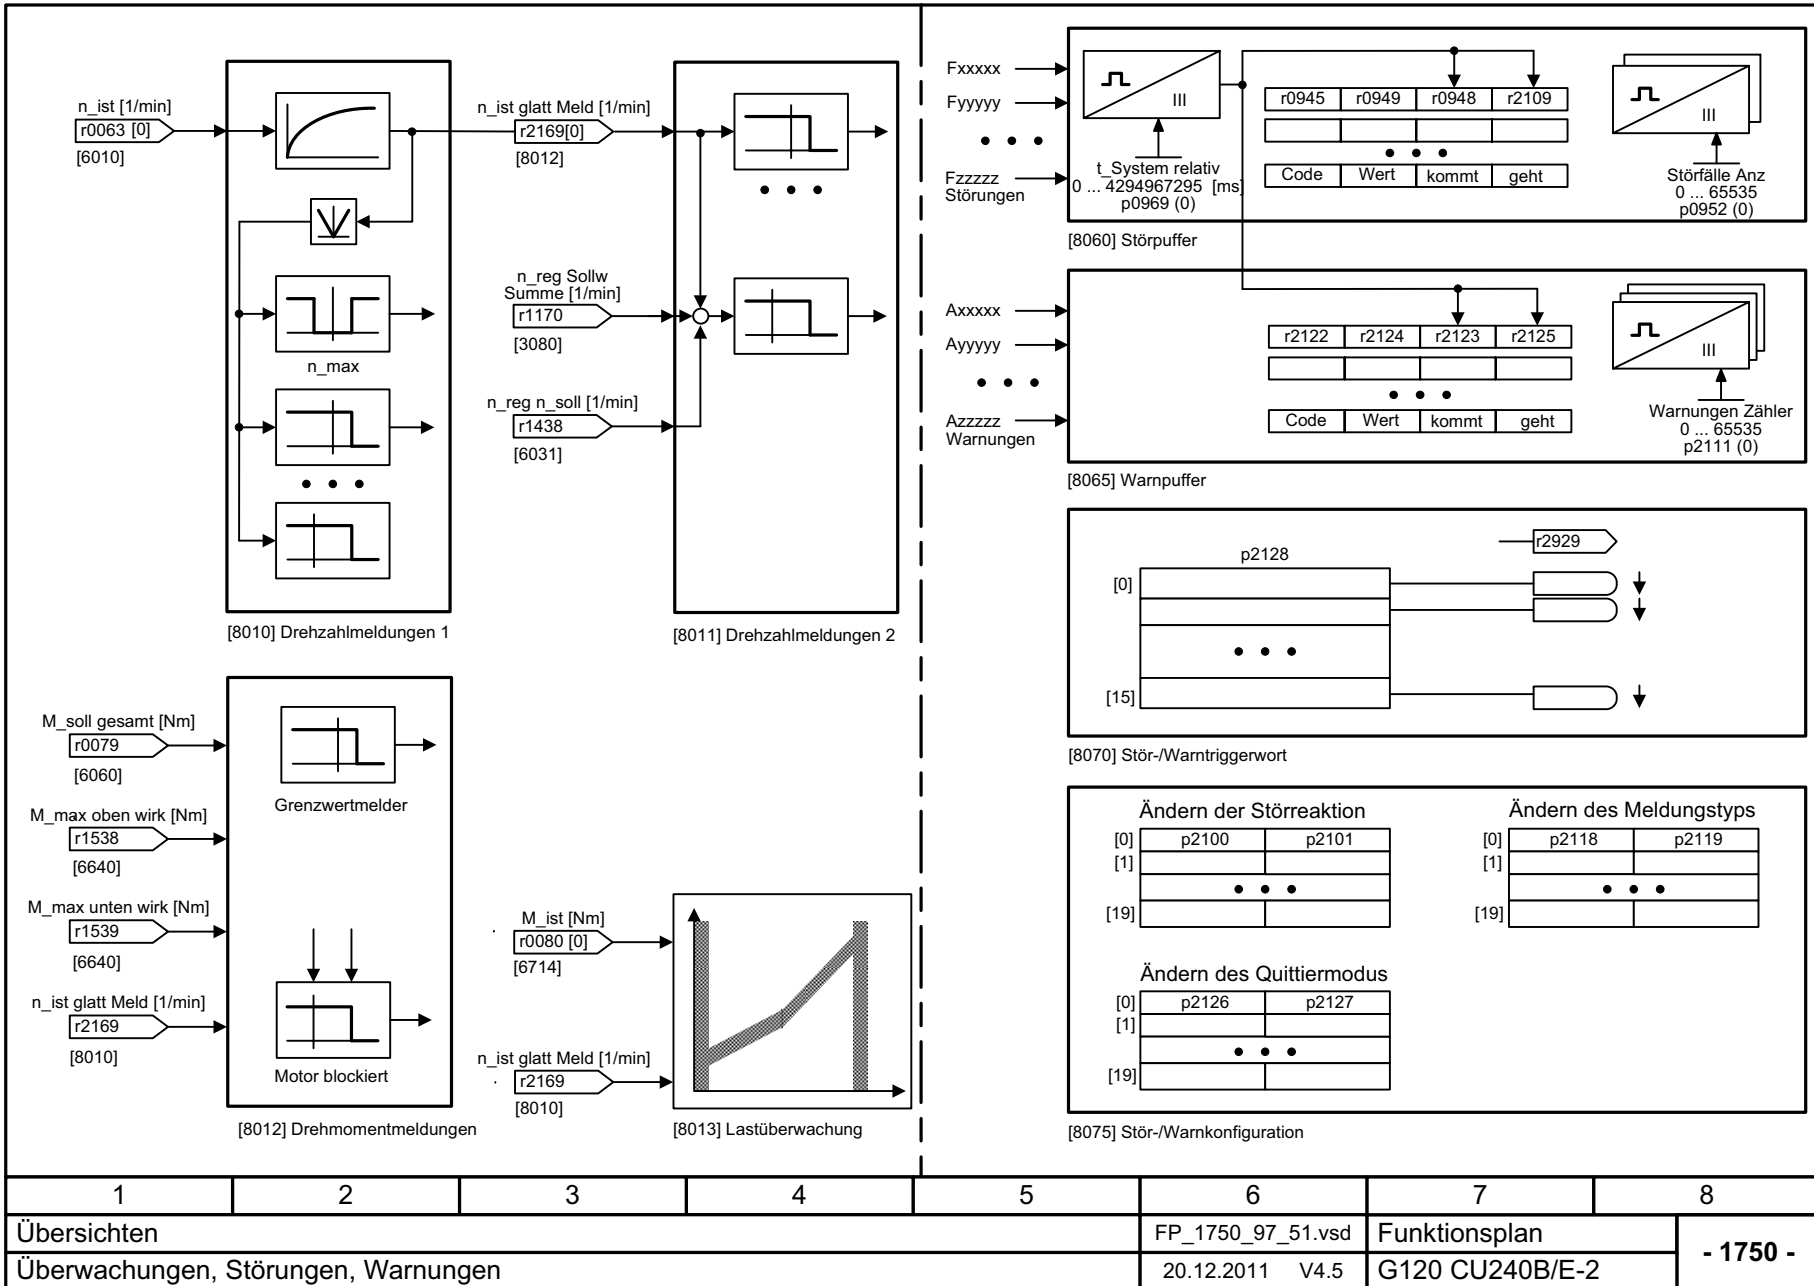 n_ist [1/min]
r0063 [0]
[6010]
n_max
[8010] Drehzahlmeldungen 1
n_ist glatt Meld [1/min]
r2169[0]
[8012]
n_reg Sollw
Summe [1/min]
r1170
[3080]
n_reg n_soll [1/min]
r1438
[6031]
[8011] Drehzahlmeldungen 2
M_soll gesamt [Nm]
r0079
[6060]
M_max oben wirk [Nm]
r1538
[6640]
M_max unten wirk [Nm]
r1539
[6640]
n_ist glatt Meld [1/min]
r2169
[8010]
Grenzwertmelder
Motor blockiert
[8012] Drehmomentmeldungen
M_ist [Nm]
r0080 [0]
[6714]
n_ist glatt Meld [1/min]
r2169
[8010]
[8013] Lastüberwachung
Fxxxxx
Fyyyyy
Fzzzzz
Störungen
III
t_System relativ
0 ... 4294967295 [ms]
p0969 (0)
r0945 r0949 r0948 r2109
Code Wert kommt geht
III
Störfälle Anz
0 ... 65535
p0952 (0)
[8060] Störpuffer
Axxxxx
Ayyyyy
Azzzzz
Warnungen
r2122 r2124 r2123 r2125
Code Wert kommt geht
III
Warnungen Zähler
0 ... 65535
p2111 (0)
[8065] Warnpuffer
p2128
r2929
[0]
[15]
[8070] Stör-/Warntriggerwort
Ändern der Störreaktion
[0] p2100 p2101
[1]
[19]
Ändern des Meldungstyps
[0] p2118 p2119
[1]
[19]
Ändern des Quittiermodus
[0] p2126 p2127
[1]
[19]
[8075] Stör-/Warnkonfiguration
1 2 3 4 5 6 7 8
Übersichten
FP_1750_97_51.vsd
Funktionsplan
- 1750 -
Überwachungen, Störungen, Warnungen
20.12.2011 V4.5
G120 CU240B/E-2